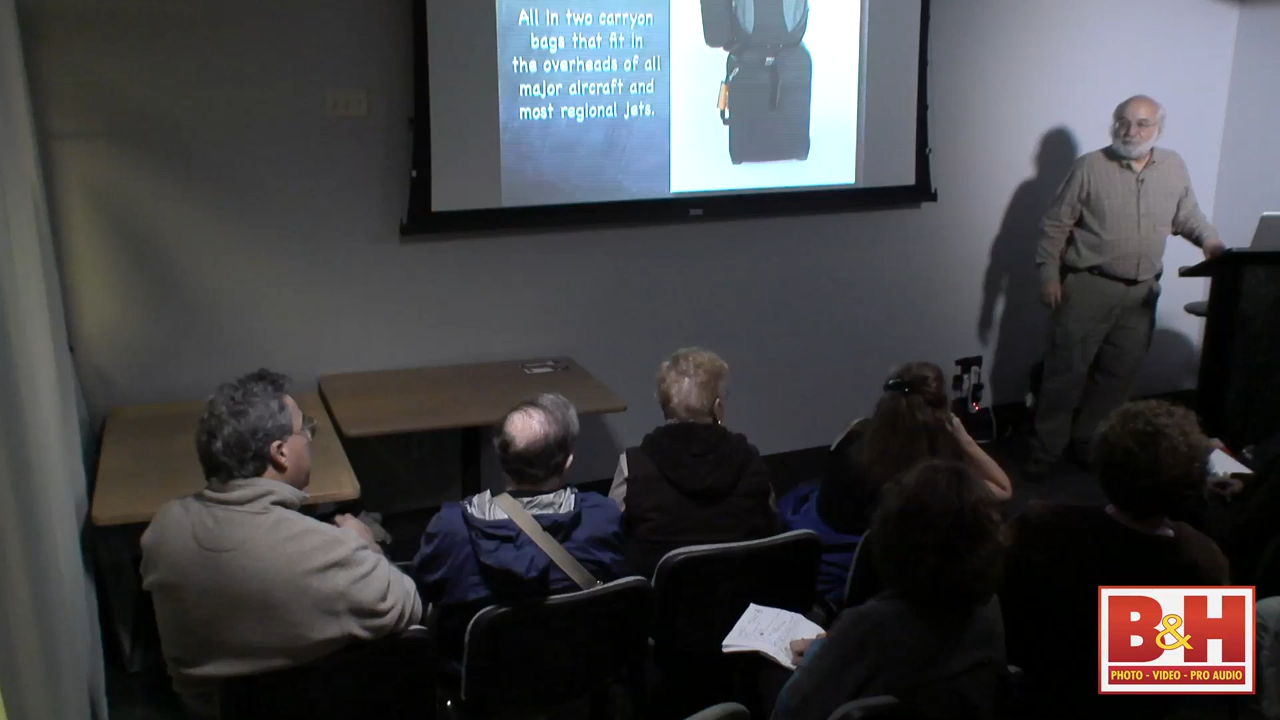 All in two carryon
bags that fit in
the overheads of all
major aircraft and
most regional jets.
B&H
PHOTO - VIDEO - PRO AUDIO